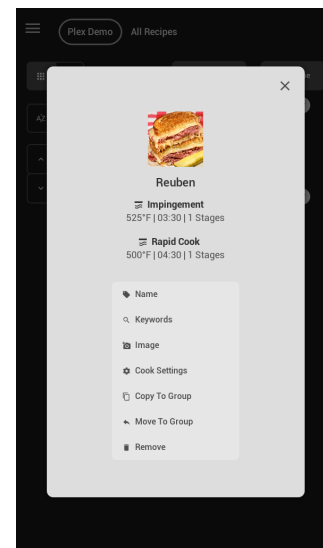 Plex Demo
All Recipes
AZ
Reuben
Impingement
525°F | 03:30 | 1 Stages
Rapid Cook
500°F | 04:30 | 1 Stages
Name
Keywords
Image
Cook Settings
Copy To Group
Move To Group
Remove